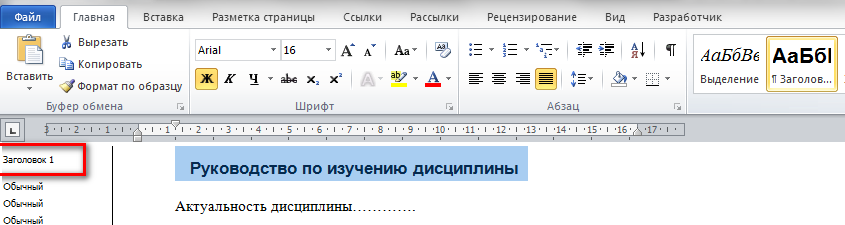 Файл Главная Вставка Разметка страницы Ссылки Рассылки Рецензирование Вид Разработчик
Вставить
Вырезать
Копировать
Формат по образцу
Буфер обмена
Arial 16 А А Aa
Ж К Ч abc x₂ x² A ab A
Шрифт
А Я ¶
Абзац
АаБбВв
Выделение
АаБбІ
¶ Заголов...
3 2 1 1 2 3 4 5 6 7 8 9 10 11 12 13 14 15 16 17
Заголовок 1
Руководство по изучению дисциплины
Обычный
Актуальность дисциплины………….
Обычный
Обычный